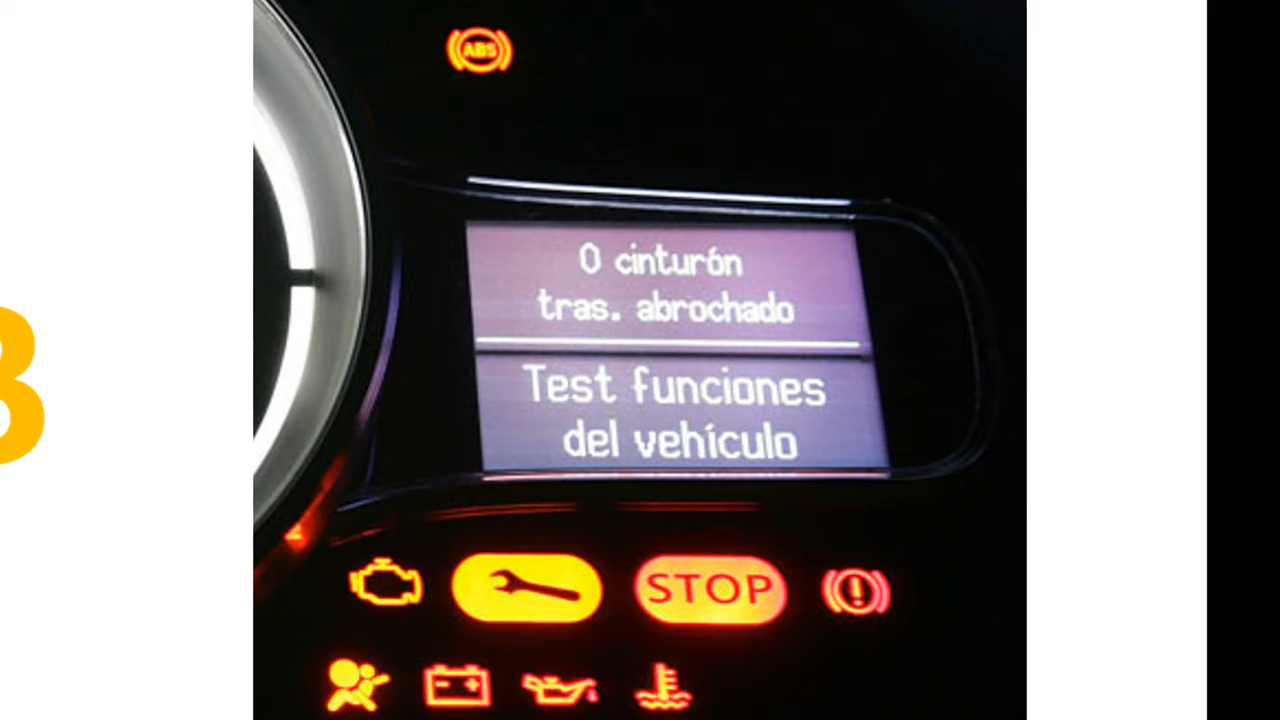 ABS
0 cinturón
tras. abrochado
Test funciones
del vehículo
STOP